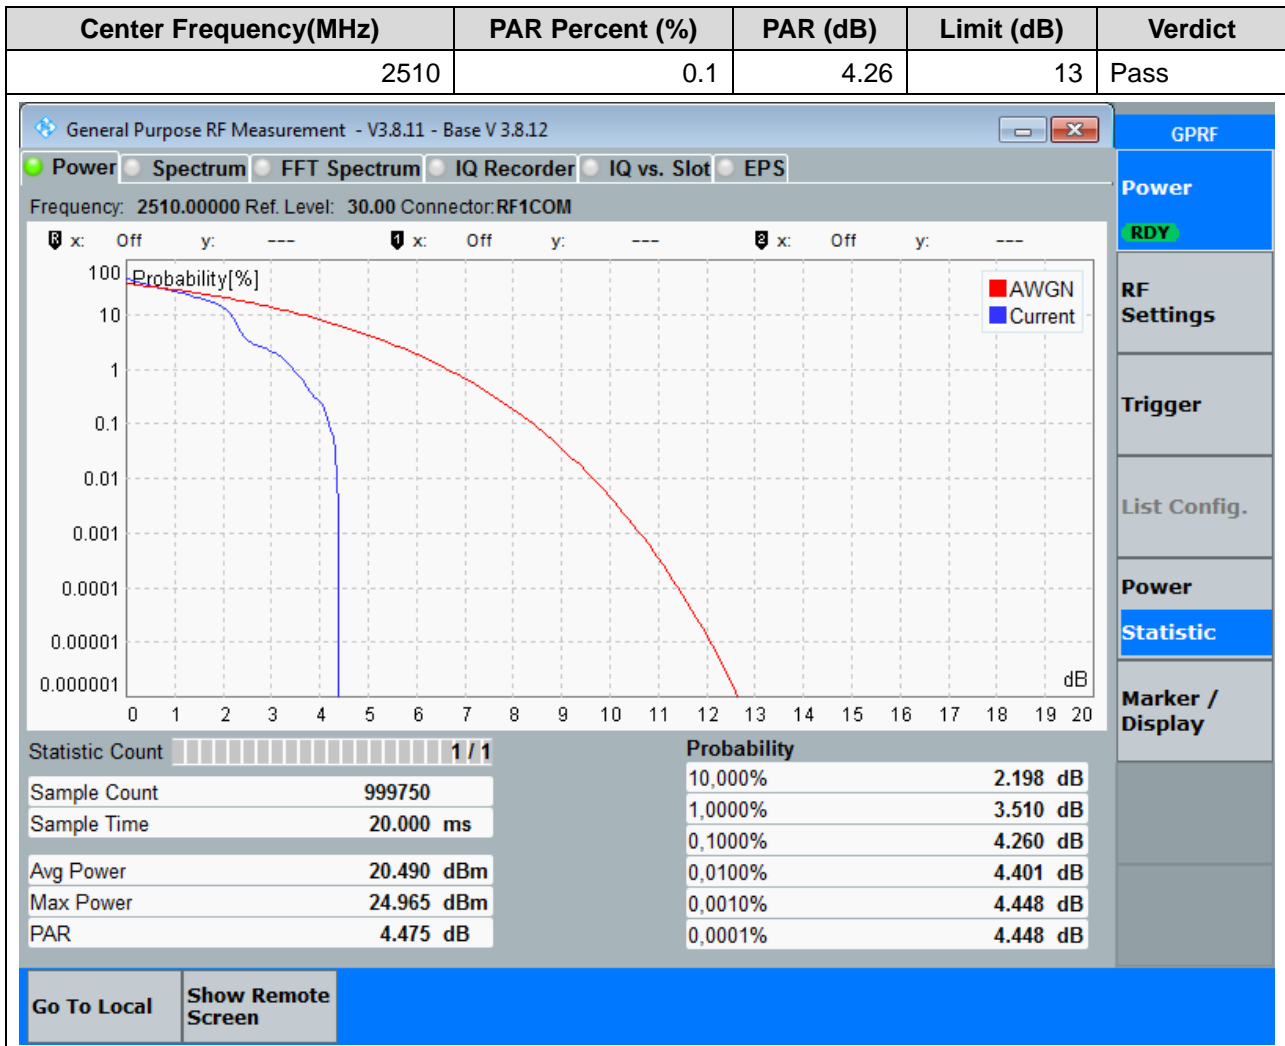 Center Frequency(MHz) PAR Percent (%) PAR (dB) Limit (dB) Verdict
2510 0.1 4.26 13 Pass
General Purpose RF Measurement - V3.8.11 - Base V 3.8.12
GPRF
Power Spectrum FFT Spectrum IQ Recorder IQ vs. Slot EPS
Frequency: 2510.00000 Ref. Level: 30.00 Connector: RF1COM
R x: Off y: --- 1 x: Off y: --- 2 x: Off y: ---
Probability[%]
AWGN
Current
100
10
1
0.1
0.01
0.001
0.0001
0.00001
0.000001
dB
0 1 2 3 4 5 6 7 8 9 10 11 12 13 14 15 16 17 18 19 20
Statistic Count 1 / 1
Sample Count 999750
Sample Time 20.000 ms
Avg Power 20.490 dBm
Max Power 24.965 dBm
PAR 4.475 dB
Probability
10,000% 2.198 dB
1,0000% 3.510 dB
0,1000% 4.260 dB
0,0100% 4.401 dB
0,0010% 4.448 dB
0,0001% 4.448 dB
Power
RDY
RF
Settings
Trigger
List Config.
Power
Statistic
Marker /
Display
Go To Local
Show Remote
Screen